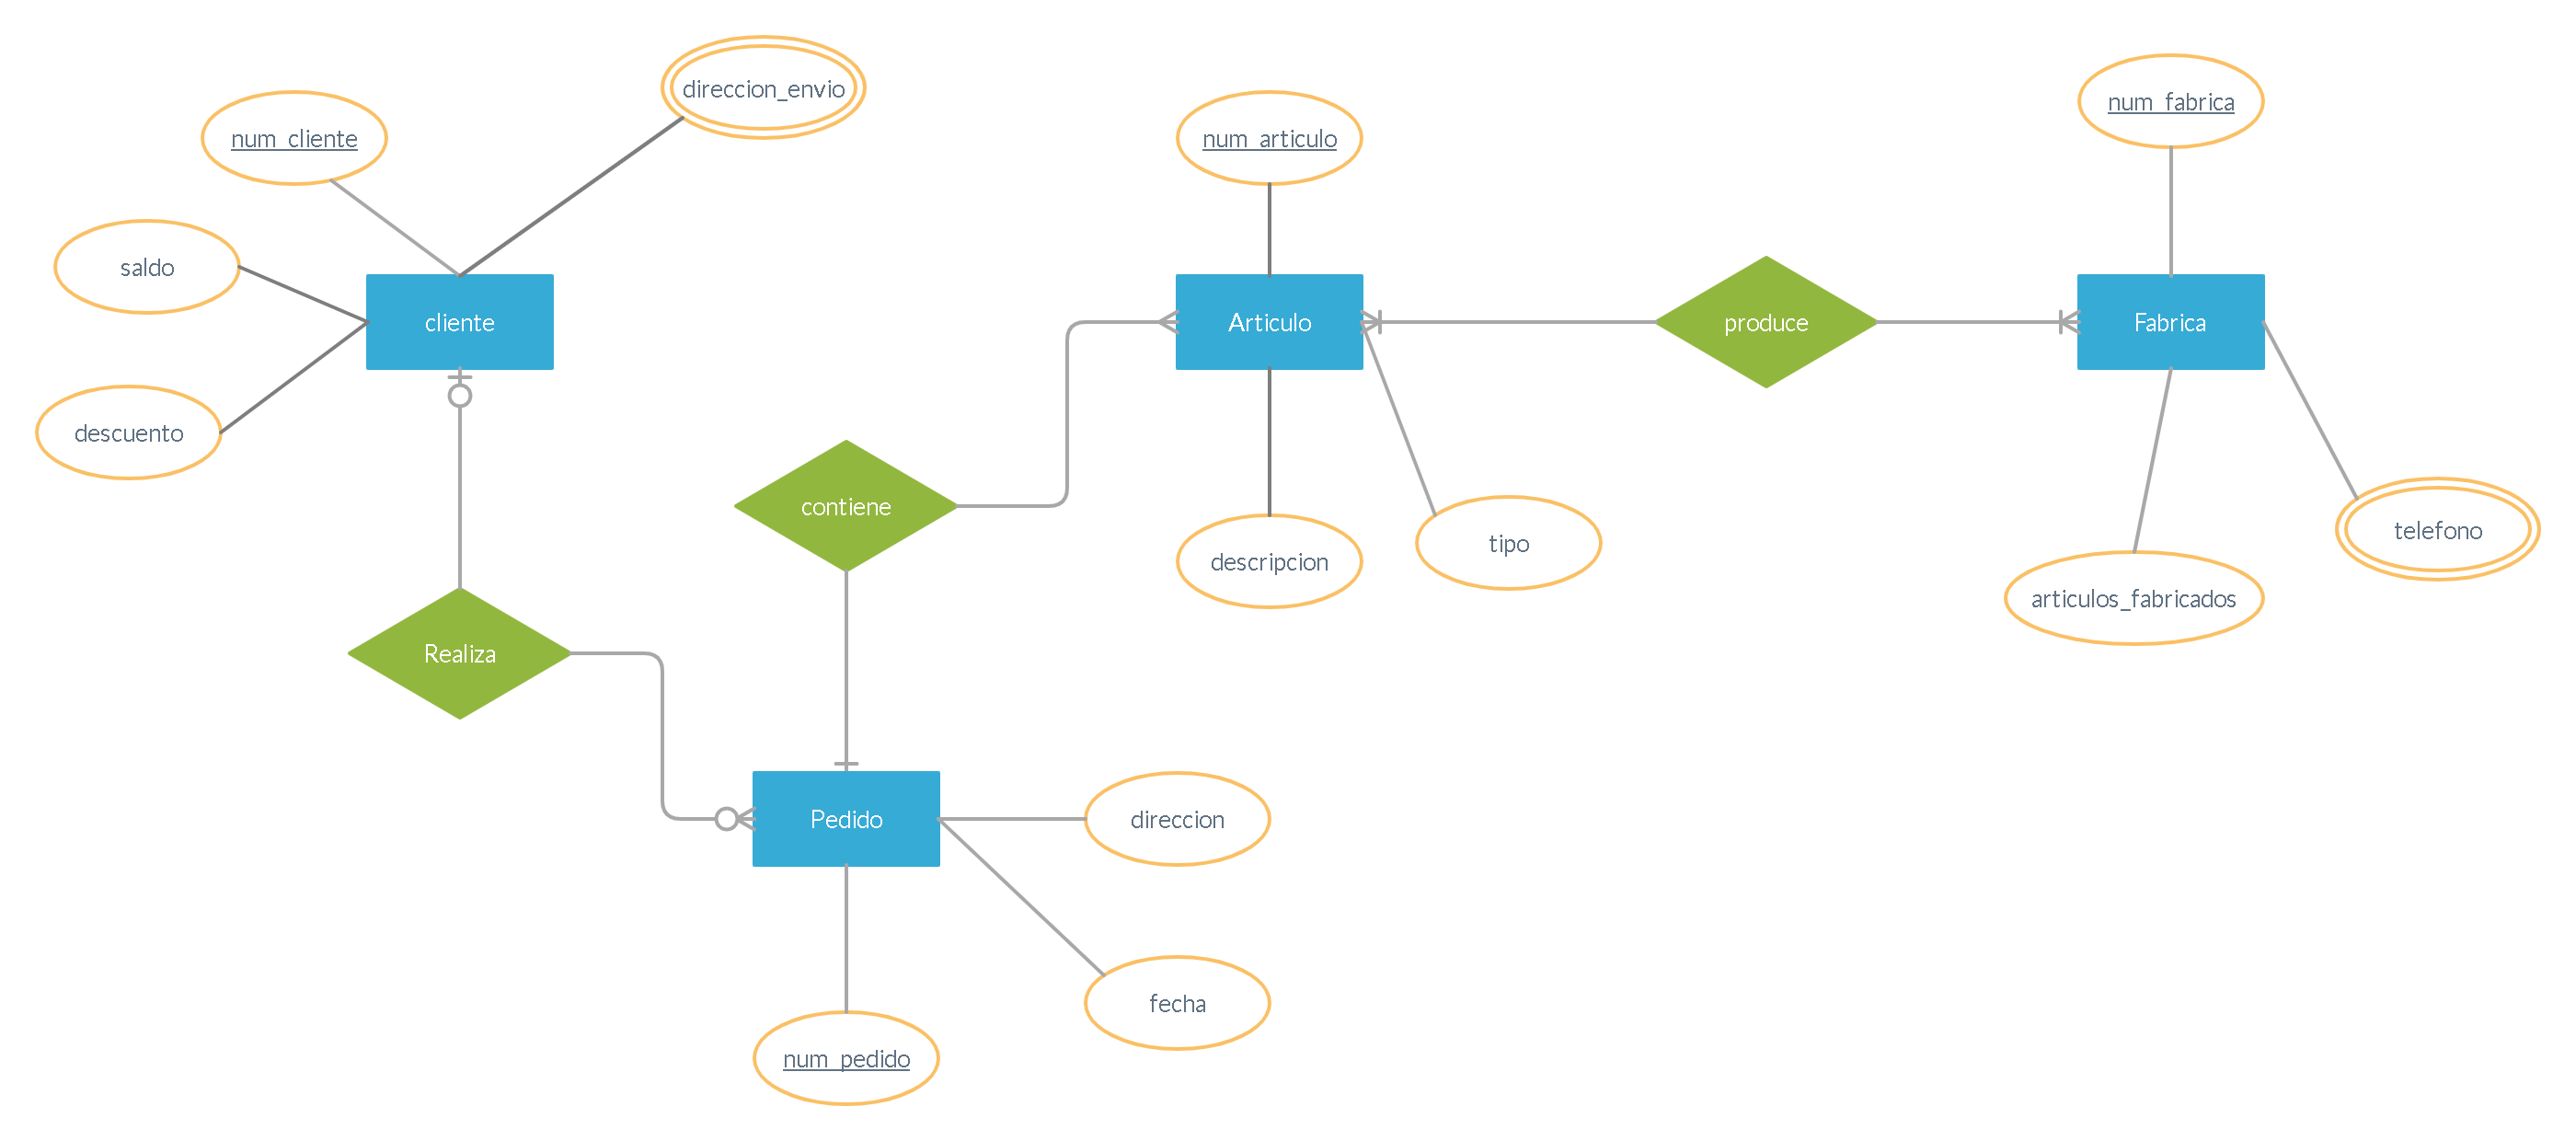 direccion_envio
num_cliente
saldo
cliente
descuento
Realiza
contiene
num_articulo
Articulo
descripcion
tipo
produce
num_fabrica
Fabrica
telefono
articulos_fabricados
Pedido
direccion
fecha
num_pedido